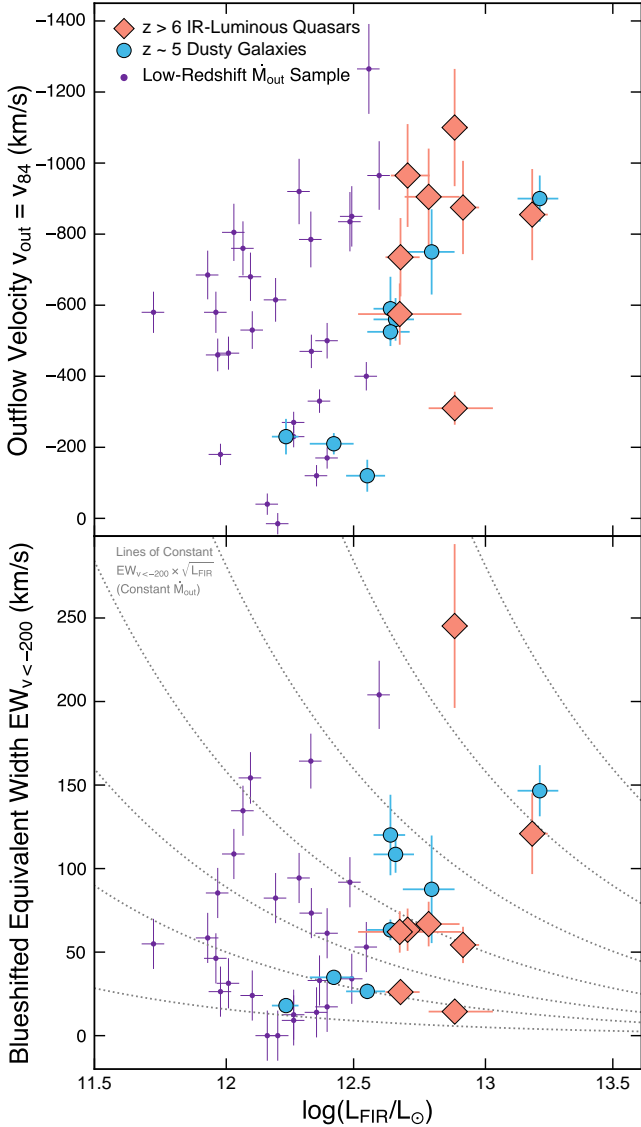 -1400
z > 6 IR-Luminous Quasars
z ~ 5 Dusty Galaxies
Low-Redshift Ṁout Sample
-1200
-1000
-800
-600
-400
-200
0
Outflow Velocity vout = v84 (km/s)
Lines of Constant
EWv<−200 × √LFIR
(Constant Ṁout)
250
200
150
100
50
0
Blueshifted Equivalent Width EWv<−200 (km/s)
11.5 12 12.5 13 13.5
log(LFIR/L⊙)